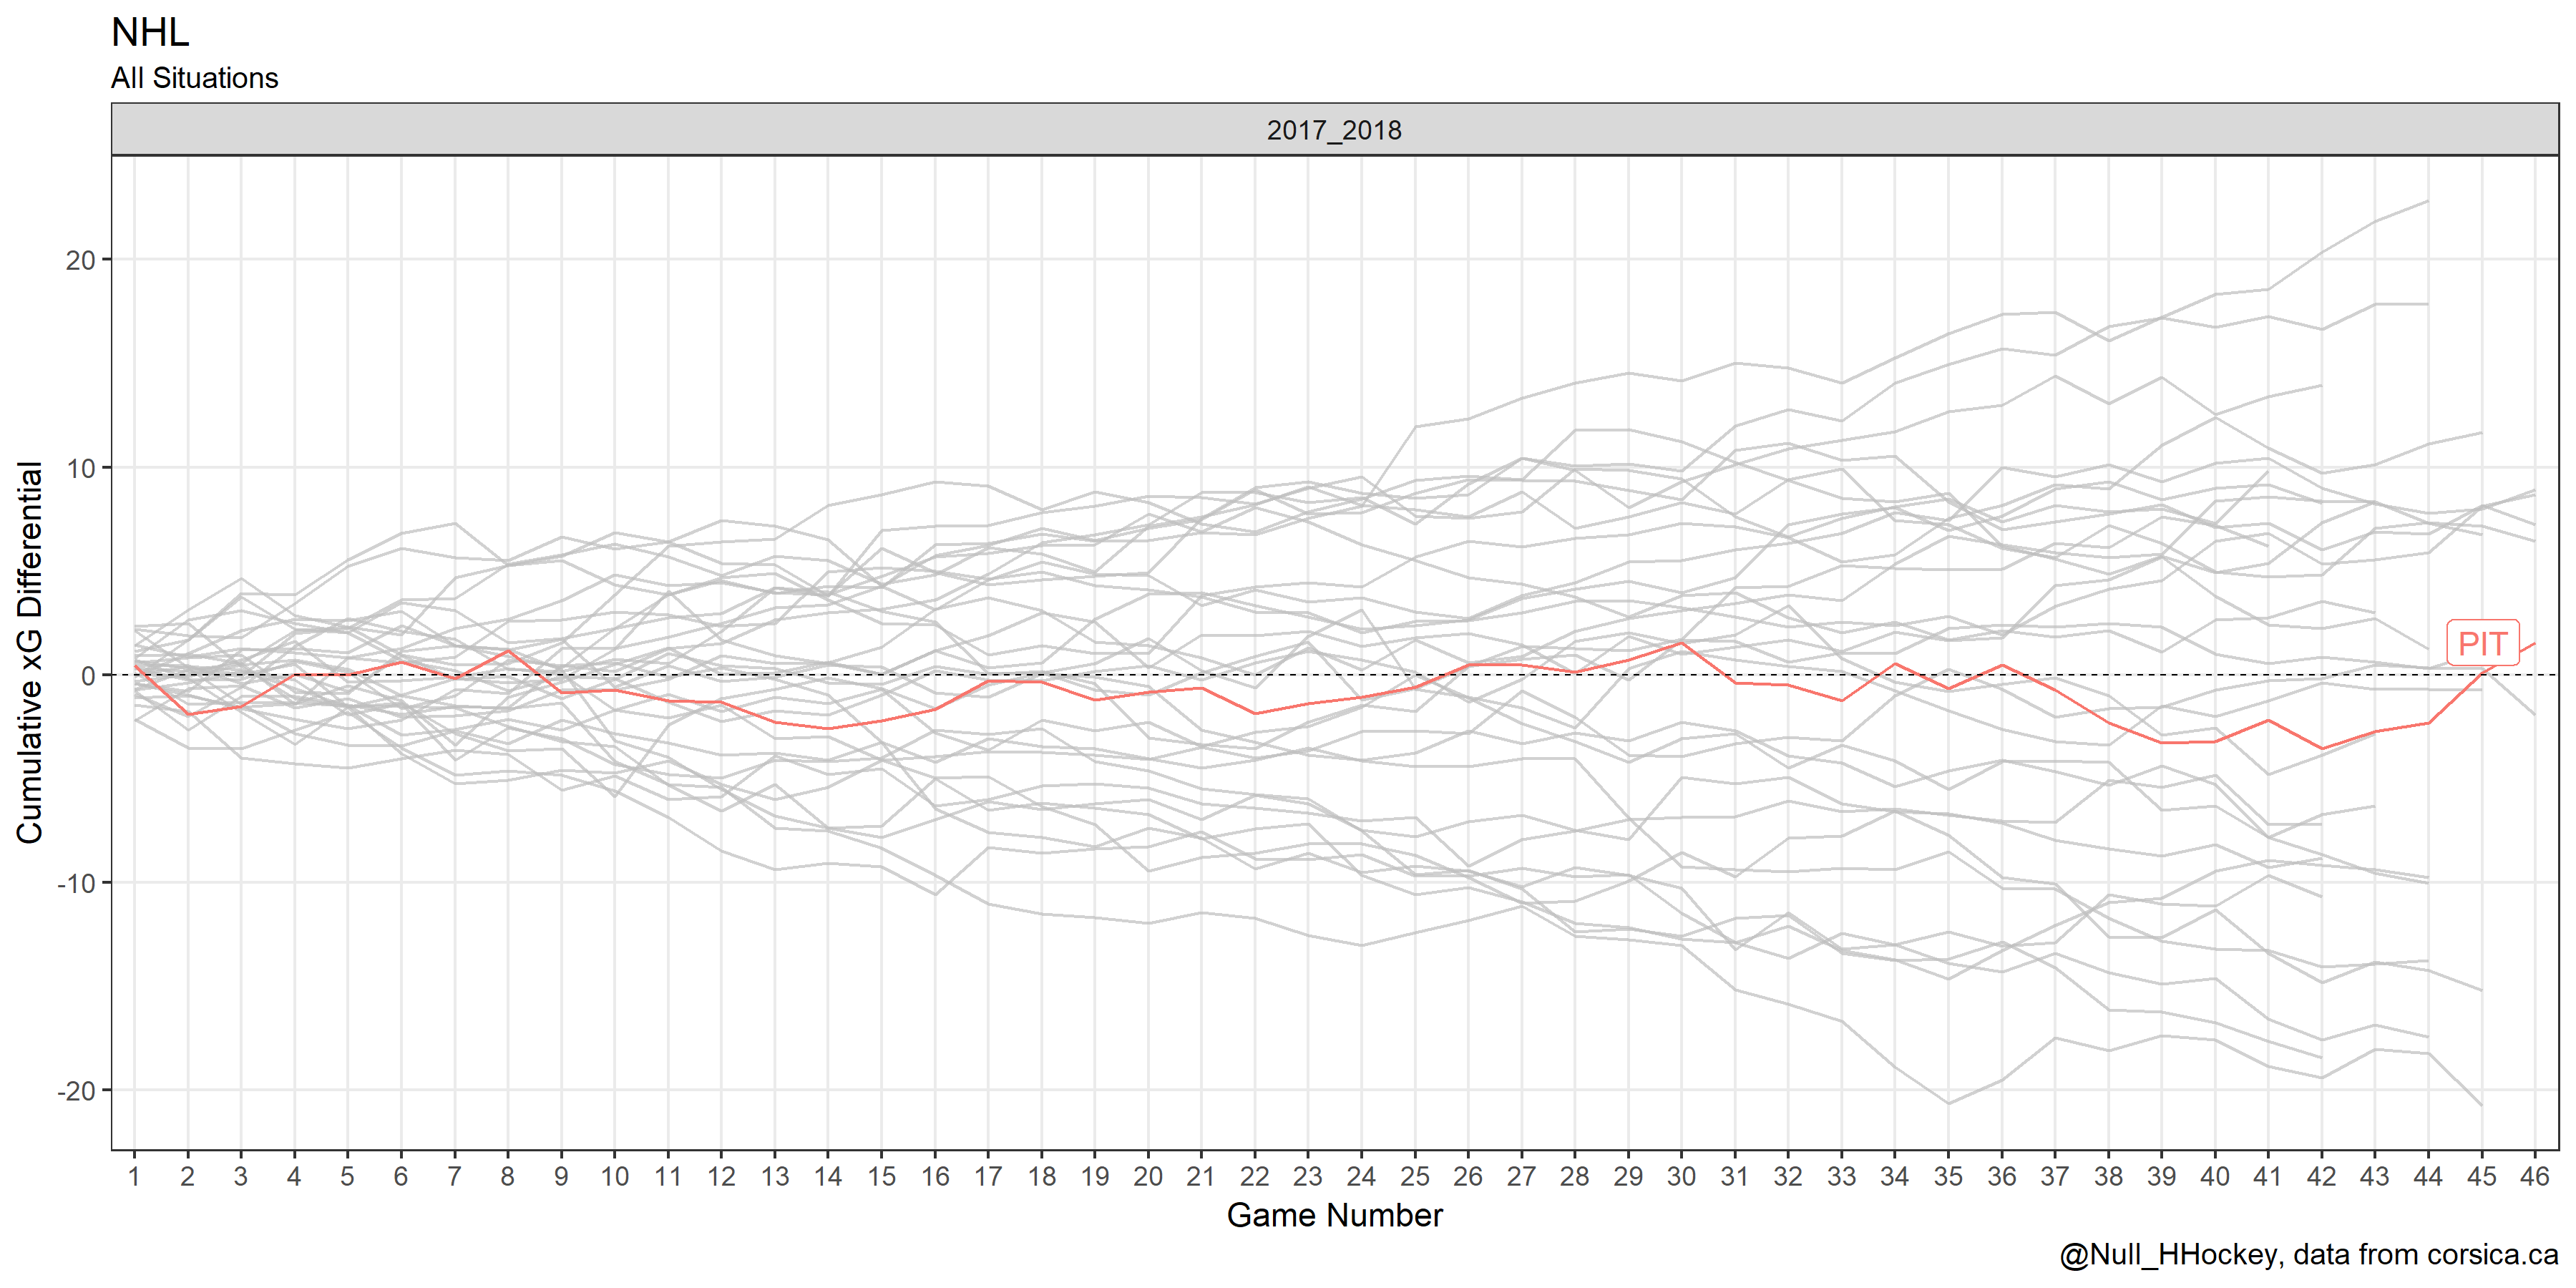 NHL
All Situations
2017_2018
Cumulative xG Differential
20
10
0
-10
-20
PIT
1 2 3 4 5 6 7 8 9 10 11 12 13 14 15 16 17 18 19 20 21 22 23 24 25 26 27 28 29 30 31 32 33 34 35 36 37 38 39 40 41 42 43 44 45 46
Game Number
@Null_HHockey, data from corsica.ca